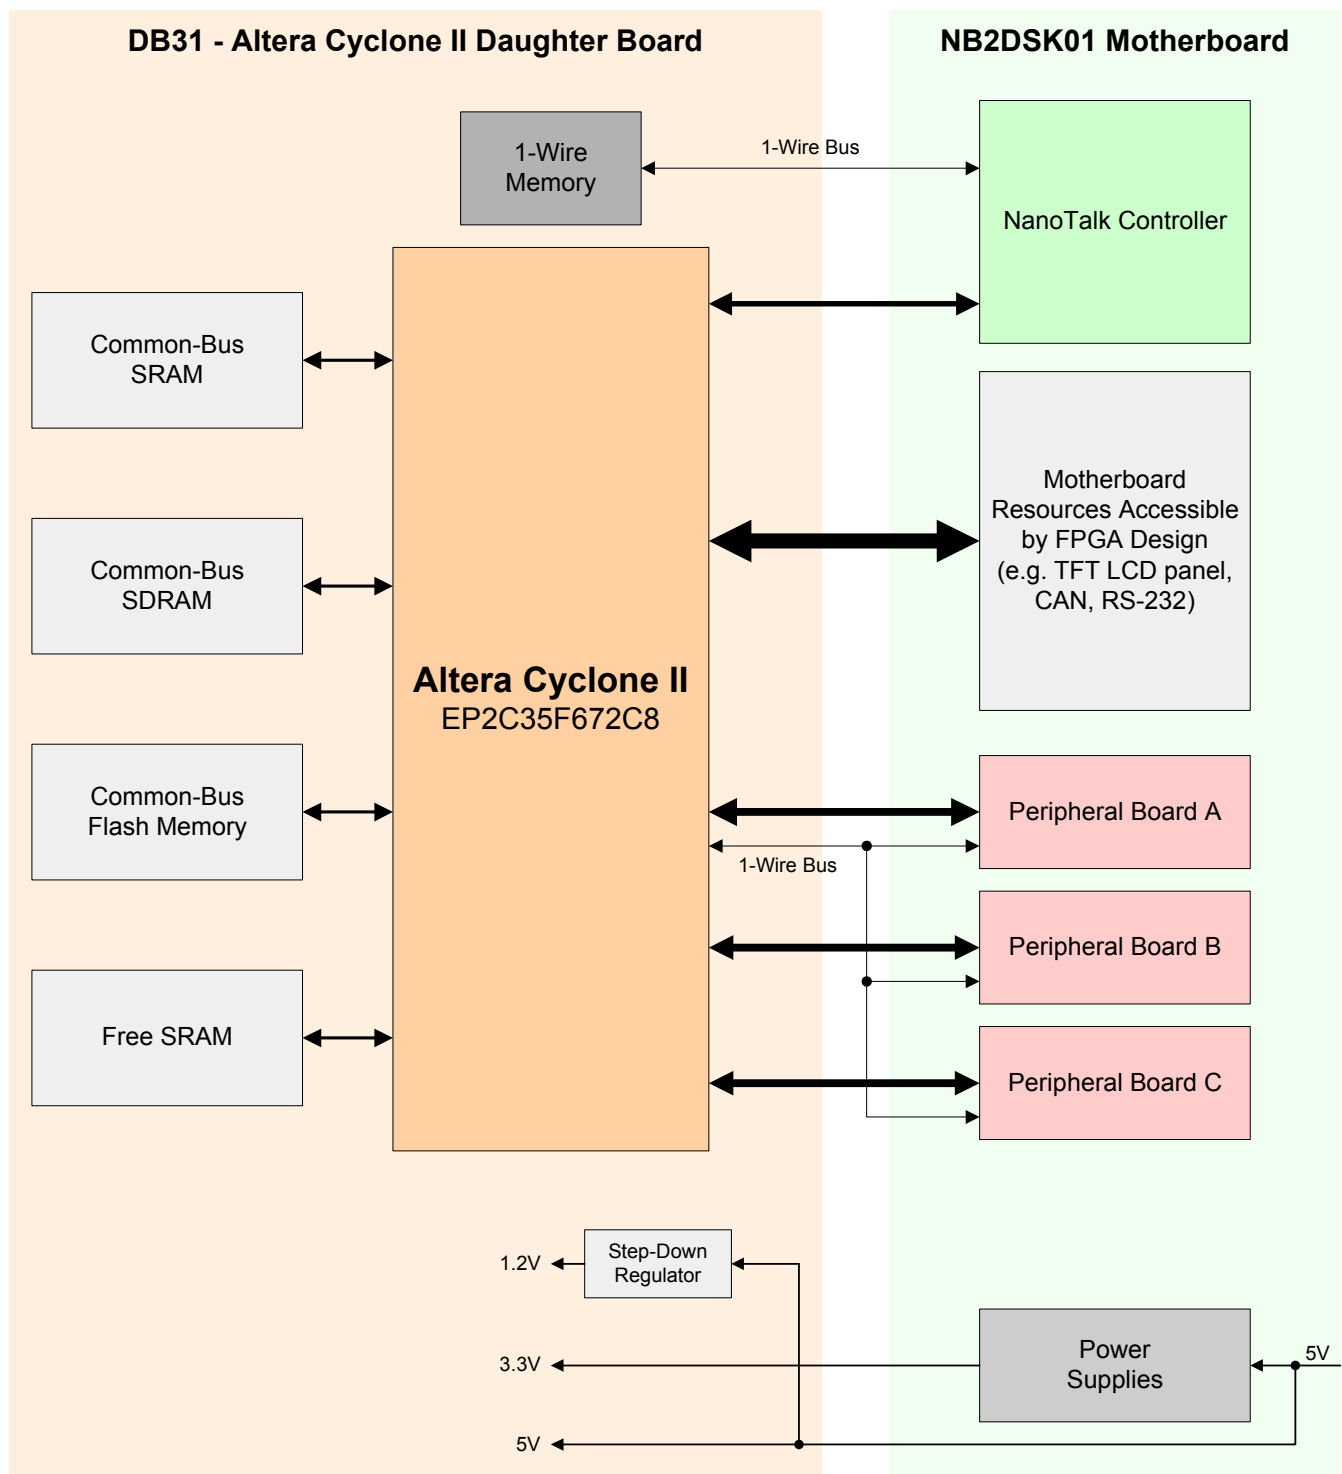 DB31 - Altera Cyclone II Daughter Board
NB2DSK01 Motherboard
1-Wire
Memory
1-Wire Bus
NanoTalk Controller
Common-Bus
SRAM
Motherboard
Resources Accessible
by FPGA Design
(e.g. TFT LCD panel,
CAN, RS-232)
Common-Bus
SDRAM
Altera Cyclone II
EP2C35F672C8
Common-Bus
Flash Memory
Peripheral Board A
1-Wire Bus
Peripheral Board B
Free SRAM
Peripheral Board C
1.2V
Step-Down
Regulator
3.3V
Power
Supplies
5V
5V